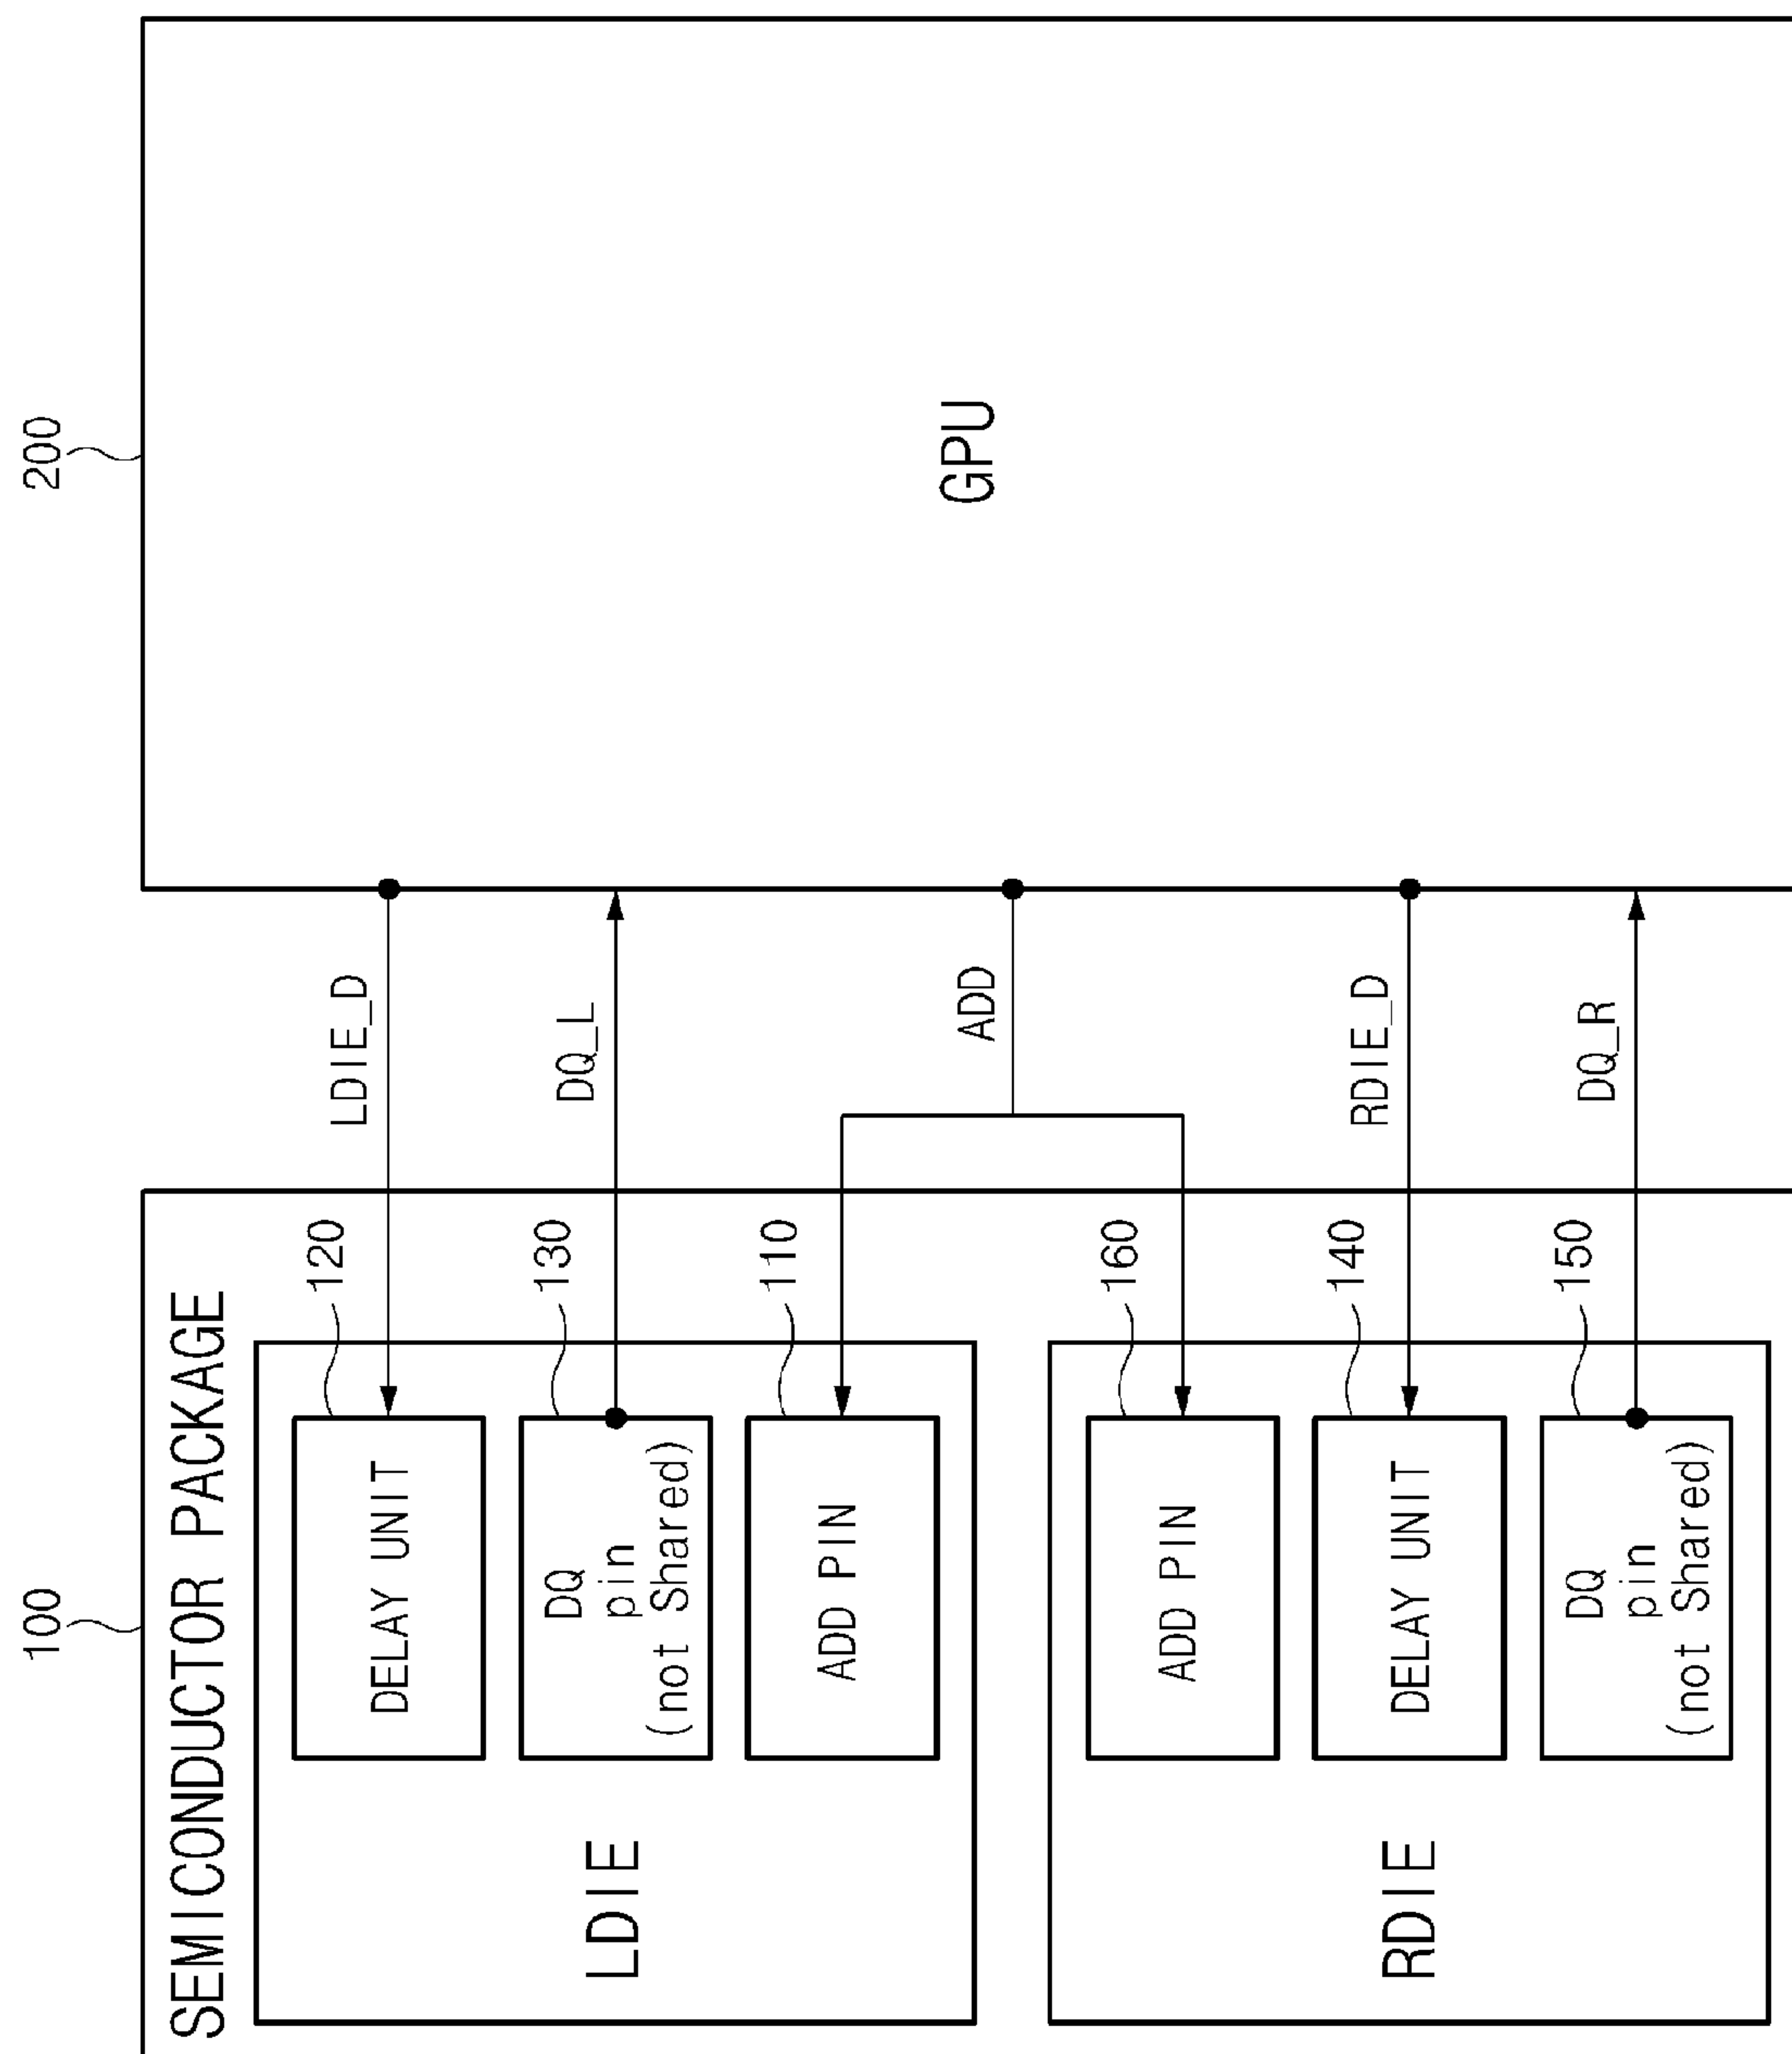 100
SEMICONDUCTOR PACKAGE
LDIE
DELAY UNIT
120
DQ
pin
(not Shared)
130
ADD PIN
110
RDIE
ADD PIN
160
DELAY UNIT
140
DQ
pin
(not Shared)
150
LDIE_D
DQ_L
ADD
RDIE_D
DQ_R
200
GPU